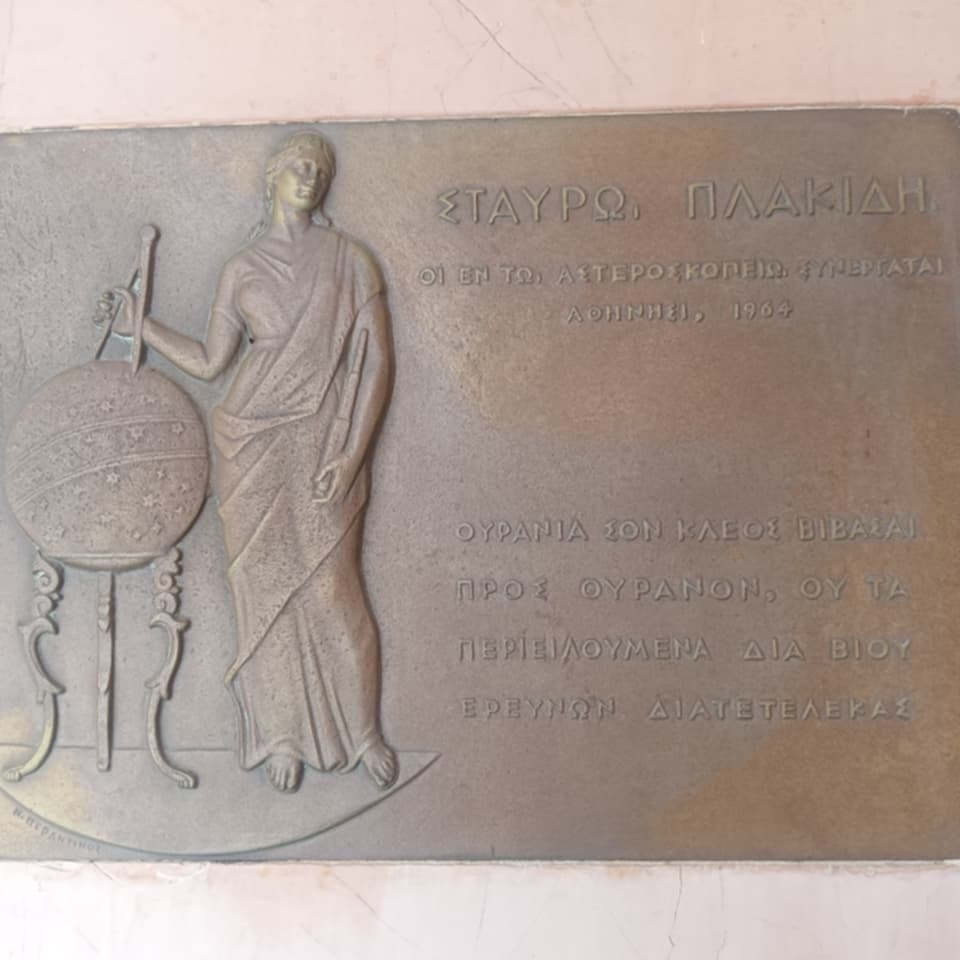 ΣΤΑΥΡΩι ΠΛΑΚΙΔΗι
ΟΙ ΕΝ ΤΩι ΑΣΤΕΡΟΣΚΟΠΕΙΩι ΣΥΝΕΡΓΑΤΑΙ
ΑΘΗΝΗΣΙ, 1964
ΟΥΡΑΝΙΑ ΣΟΝ ΚΛΕΟΣ ΒΙΒΑΣΑΙ
ΠΡΟΣ ΟΥΡΑΝΟΝ, ΟΥ ΤΑ
ΠΕΡΙΕΙΛΟΥΜΕΝΑ ΔΙΑ ΒΙΟΥ
ΕΡΕΥΝΩΝ ΔΙΑΤΕΤΕΛΕΚΑΣ
Ν. ΠΕΡΑΝΤΙΝΟΣ